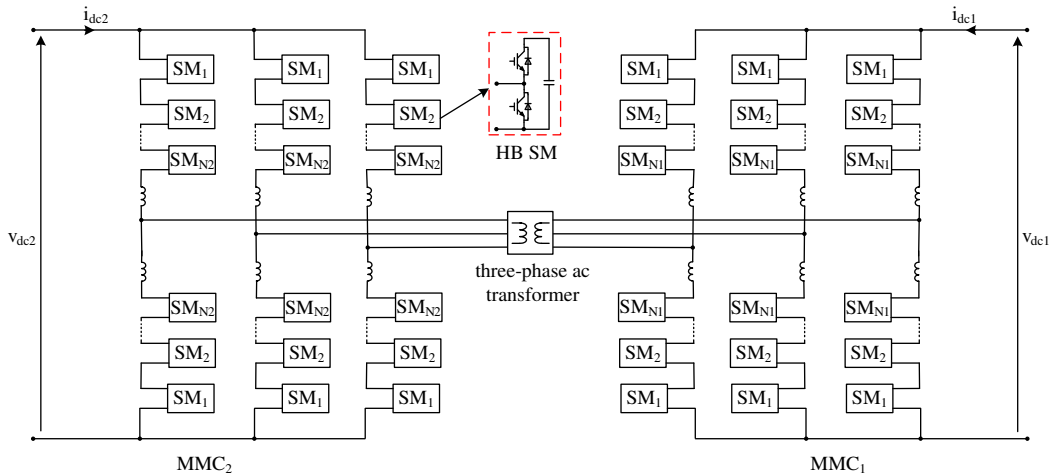 i_dc2
i_dc1
SM_1 SM_1 SM_1 SM_1 SM_1 SM_1
SM_2 SM_2 SM_2 SM_2 SM_2 SM_2
SM_N2 SM_N2 SM_N2 SM_N1 SM_N1 SM_N1
HB SM
v_dc2
v_dc1
three-phase ac
transformer
SM_N2 SM_N2 SM_N2 SM_N1 SM_N1 SM_N1
SM_2 SM_2 SM_2 SM_2 SM_2 SM_2
SM_1 SM_1 SM_1 SM_1 SM_1 SM_1
MMC_2
MMC_1